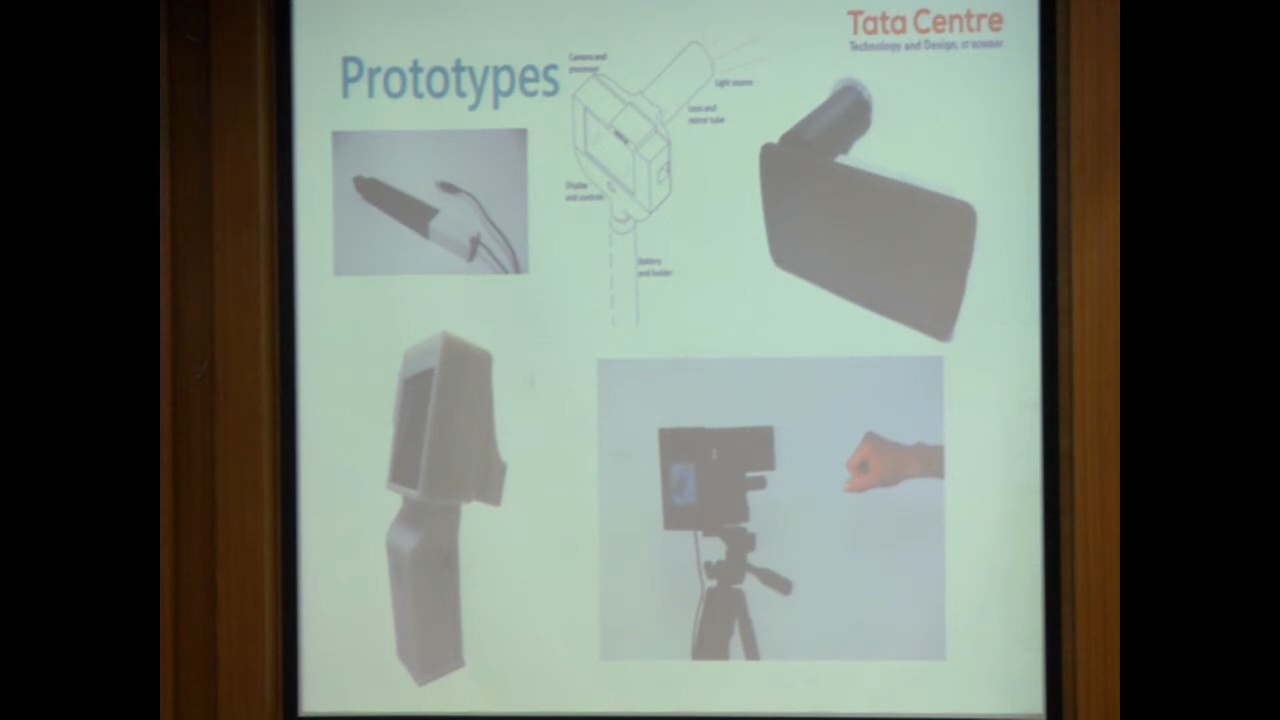 Tata Centre
Technology and Design, IIT BOMBAY
Prototypes
Camera and
processor
Light source
Lens and
mirror tube
Display
and controls
Battery
and holder